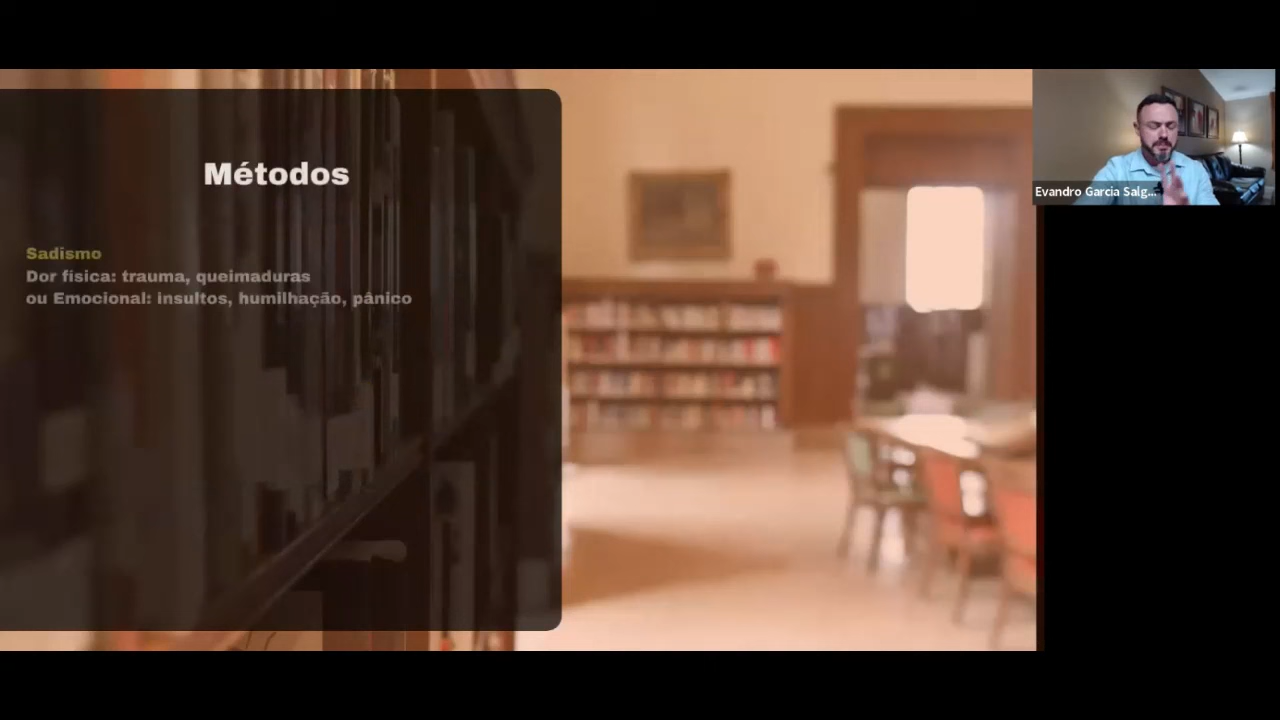 Métodos
Sadismo
Dor física: trauma, queimaduras
ou Emocional: insultos, humilhação, pânico
Evandro Garcia Salg...